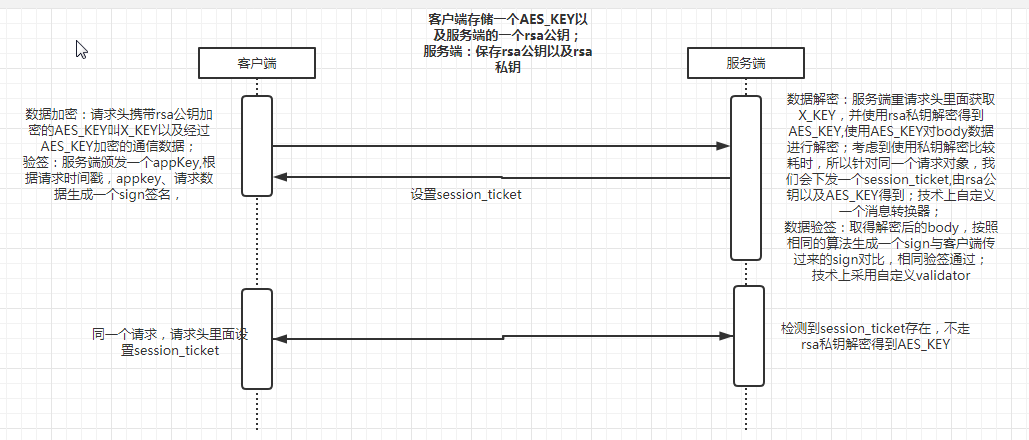 客户端存储一个AES_KEY以
及服务端的一个rsa公钥；
服务端：保存rsa公钥以及rsa
私钥
客户端
服务端
数据加密：请求头携带rsa公钥加
密的AES_KEY叫X_KEY以及经过
AES_KEY加密的通信数据；
验签：服务端颁发一个appKey,根
据请求时间戳，appkey、请求数
据生成一个sign签名，
设置session_ticket
数据解密：服务端重请求头里面获取
X_KEY，并使用rsa私钥解密得到
AES_KEY,使用AES_KEY对body数据
进行解密；考虑到使用私钥解密比较
耗时，所以针对同一个请求对象，我
们会下发一个session_ticket,由rsa公
钥以及AES_KEY得到；技术上自定义
一个消息转换器；
数据验签：取得解密后的body，按照
相同的算法生成一个sign与客户端传
过来的sign对比，相同验签通过；
技术上采用自定义validator
同一个请求，请求头里面设
置session_ticket
检测到session_ticket存在，不走
rsa私钥解密得到AES_KEY